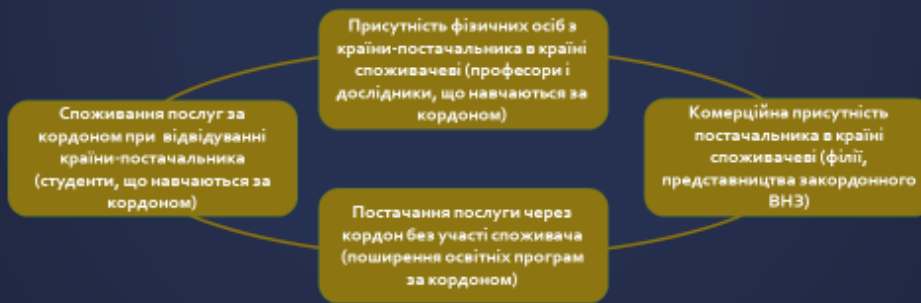 Присутність фізичних осіб з
країни-постачальника в країні
споживачеві (професори і
дослідники, що навчаються за
кордоном)
Споживання послуг за
кордоном при відвідуванні
країни-постачальника
(студенти, що навчаються за
кордоном)
Комерційна присутність
постачальника в країні
споживачеві (філії,
представництва закордонного
ВНЗ)
Постачання послуги через
кордон без участі споживача
(поширення освітніх програм
за кордоном)